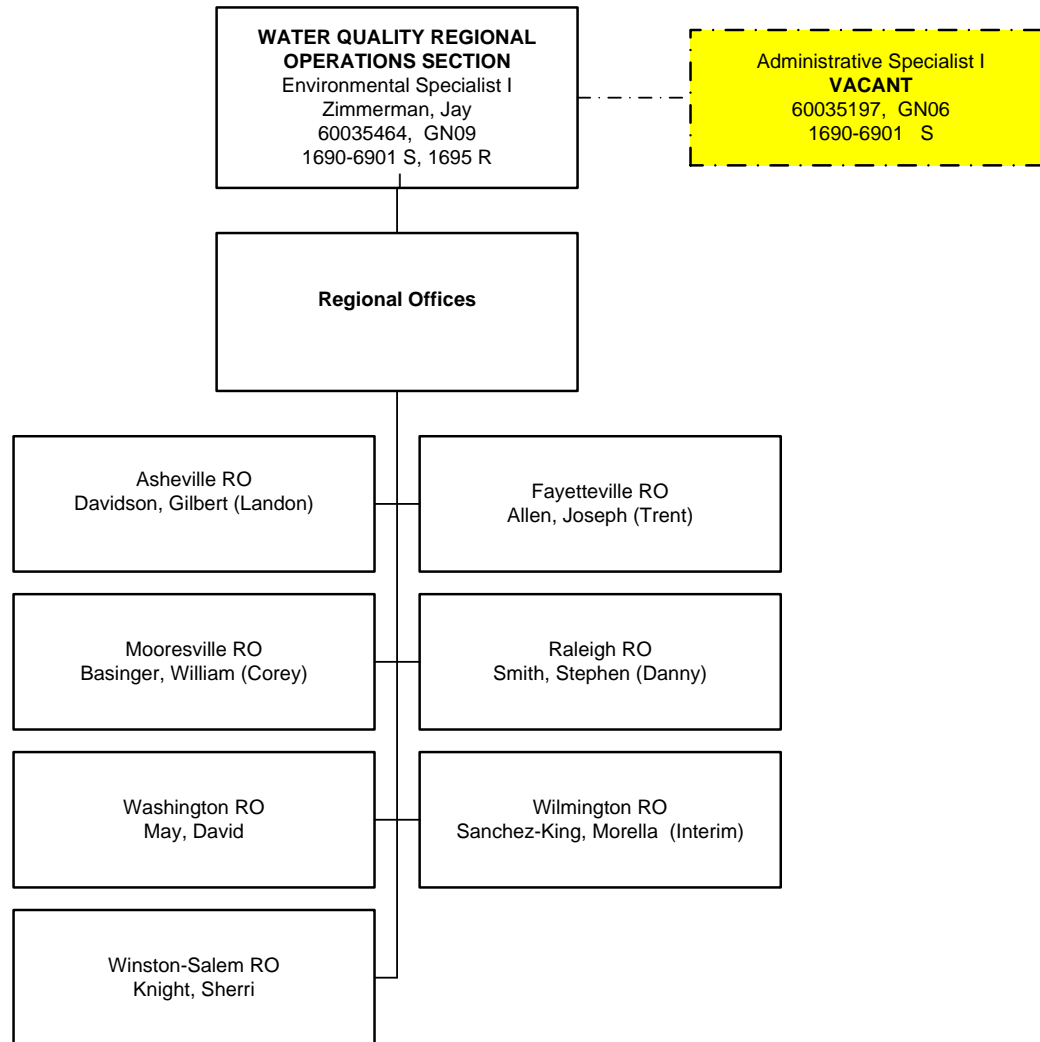 WATER QUALITY REGIONAL
OPERATIONS SECTION
Environmental Specialist I
Zimmerman, Jay
60035464,  GN09
1690-6901 S, 1695 R
Administrative Specialist I
VACANT
60035197,  GN06
1690-6901   S
Regional Offices
Asheville RO
Davidson, Gilbert (Landon)
Fayetteville RO
Allen, Joseph (Trent)
Mooresville RO
Basinger, William (Corey)
Raleigh RO
Smith, Stephen (Danny)
Washington RO
May, David
Wilmington RO
Sanchez-King, Morella  (Interim)
Winston-Salem RO
Knight, Sherri